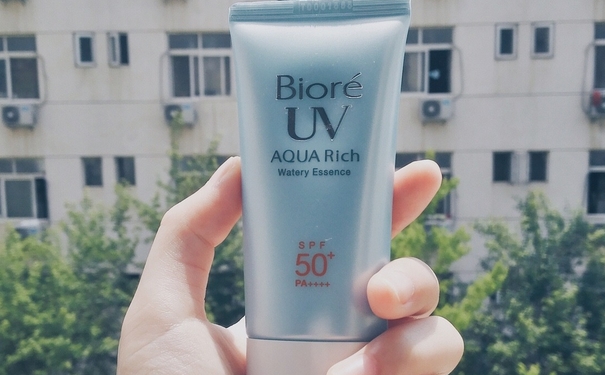 Bioré
UV
AQUA Rich
Watery Essence
SPF
50+
PA++++